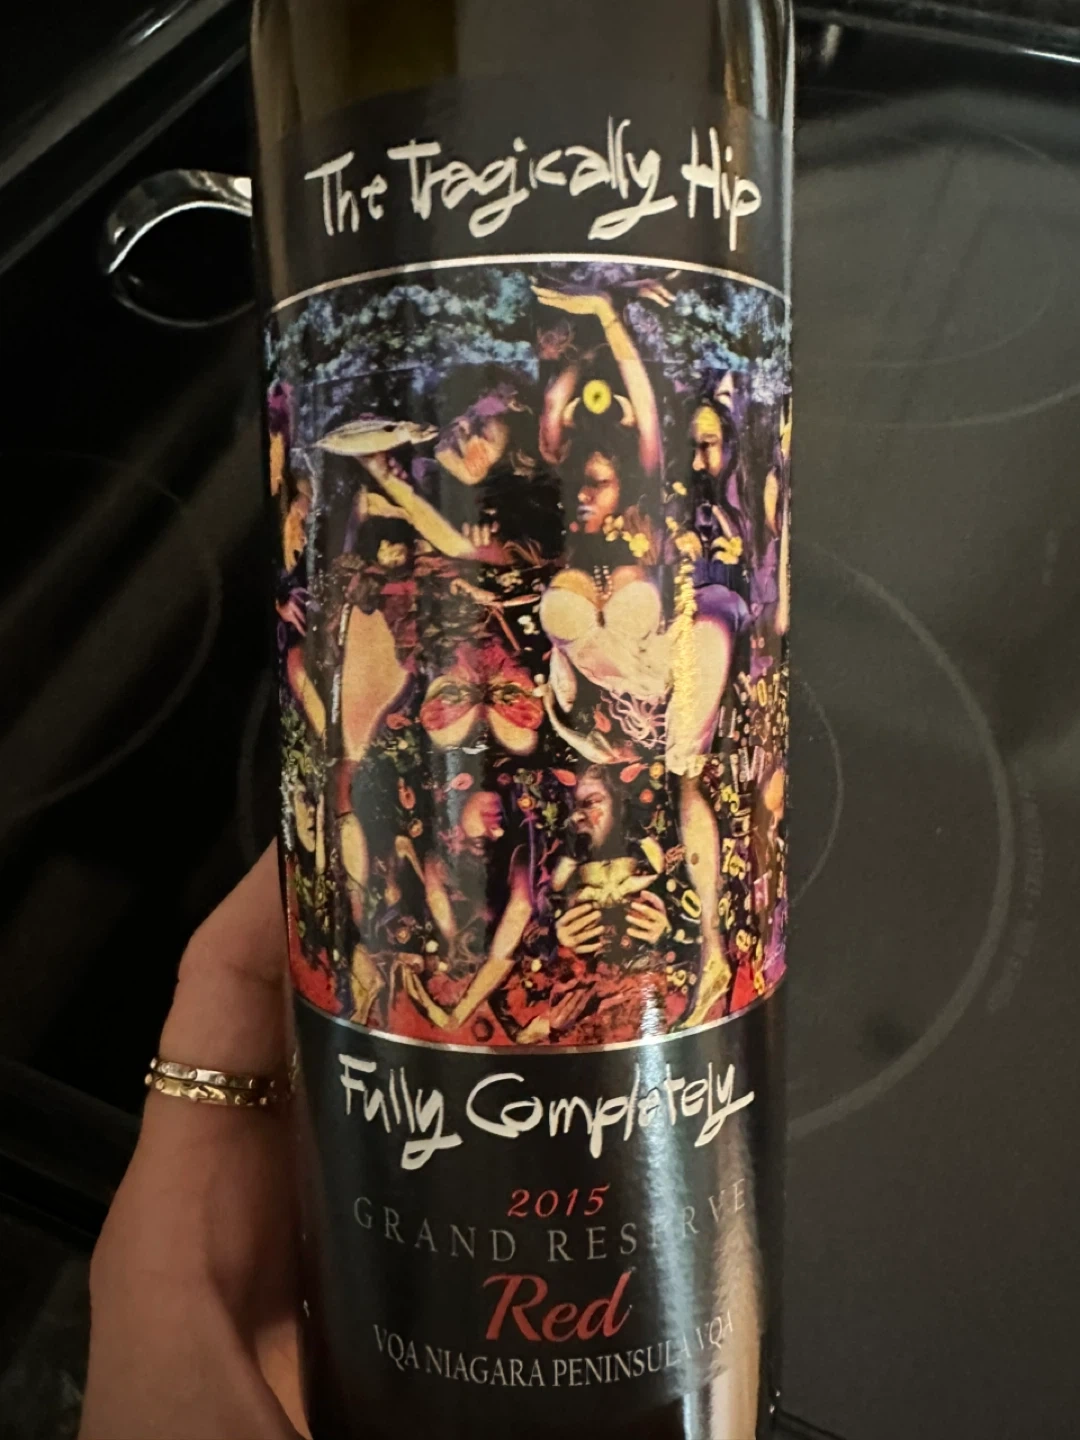 The Tragically Hip
Fully Completely
2015
GRAND RESERVE
Red
VQA NIAGARA PENINSULA VQA